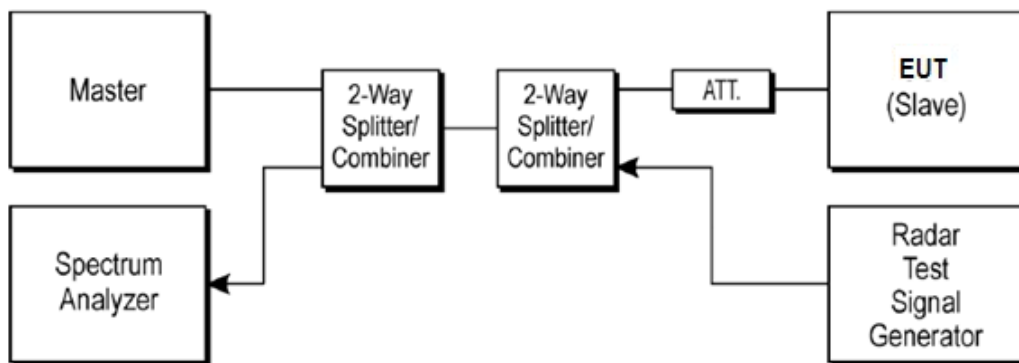 Master
2-Way
Splitter/
Combiner
2-Way
Splitter/
Combiner
ATT.
EUT
(Slave)
Spectrum
Analyzer
Radar
Test
Signal
Generator